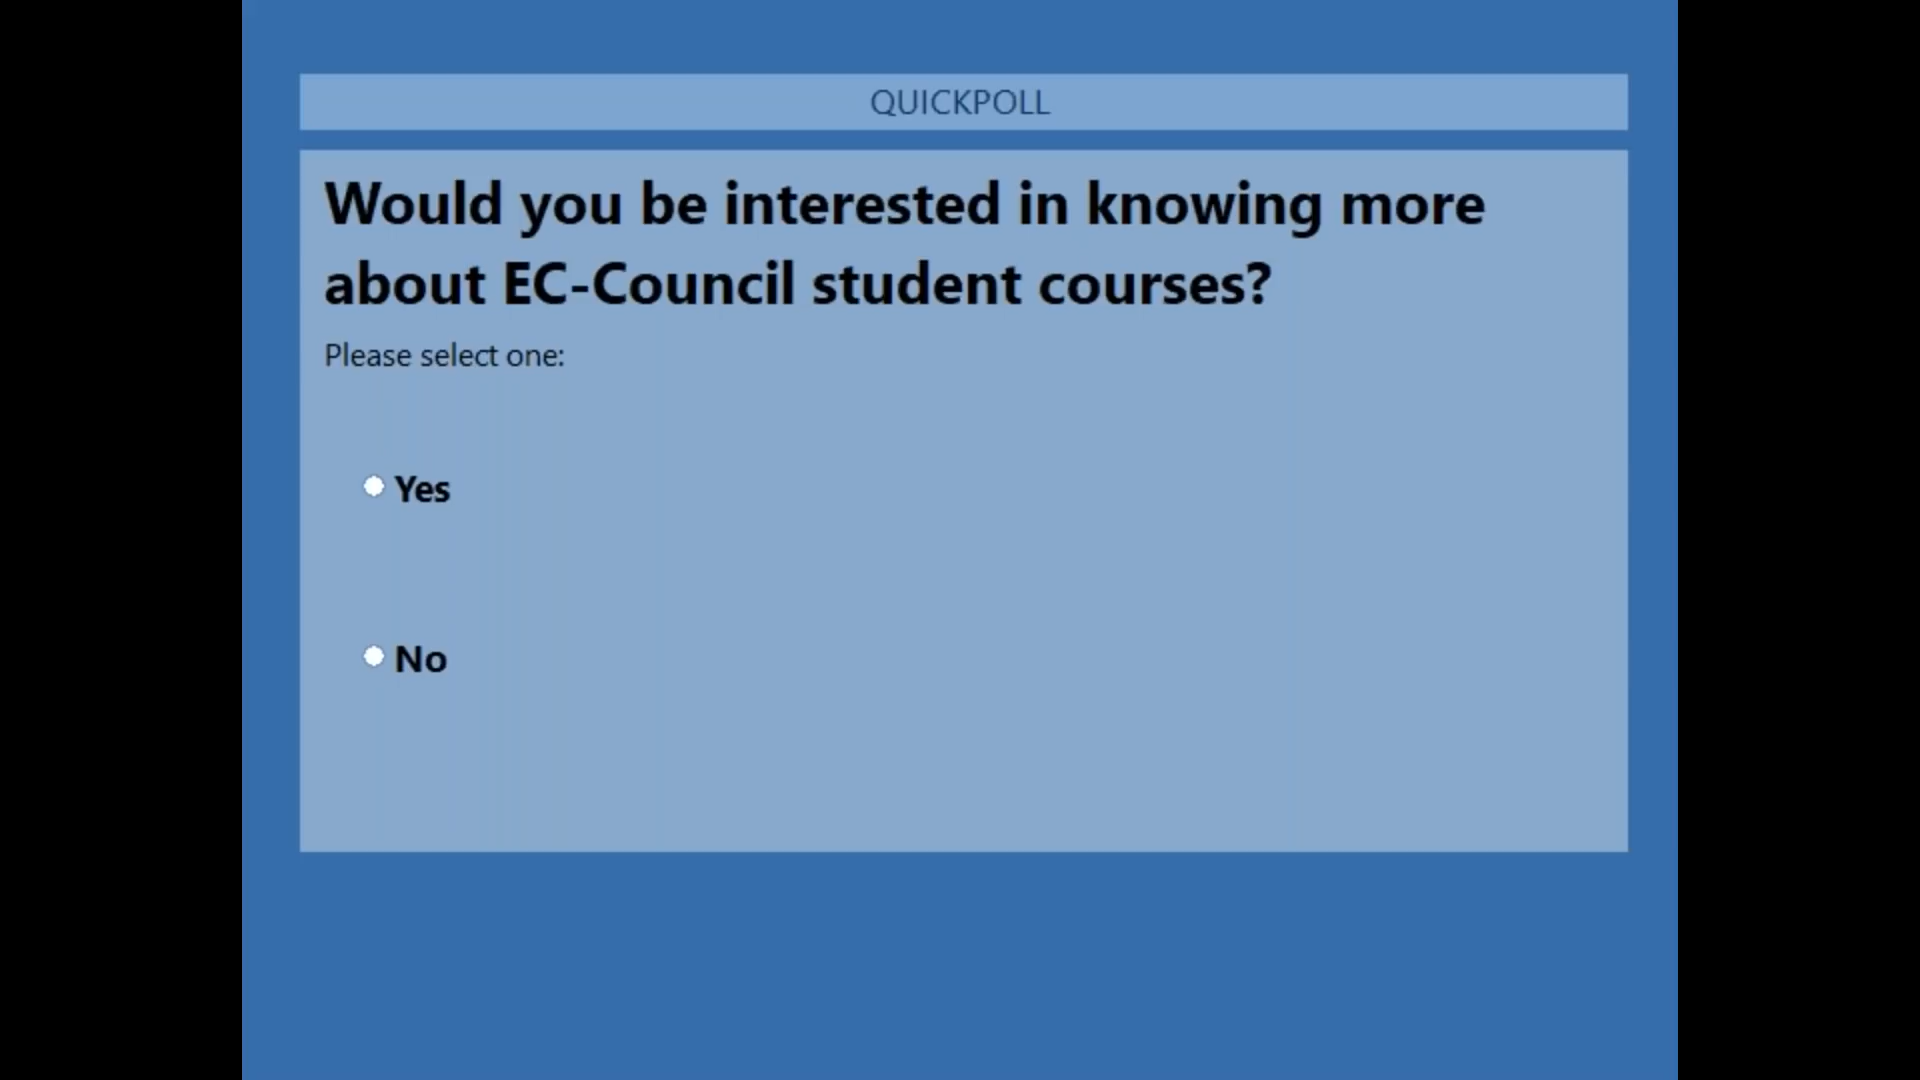 QUICKPOLL
Would you be interested in knowing more
about EC-Council student courses?
Please select one:
Yes
No